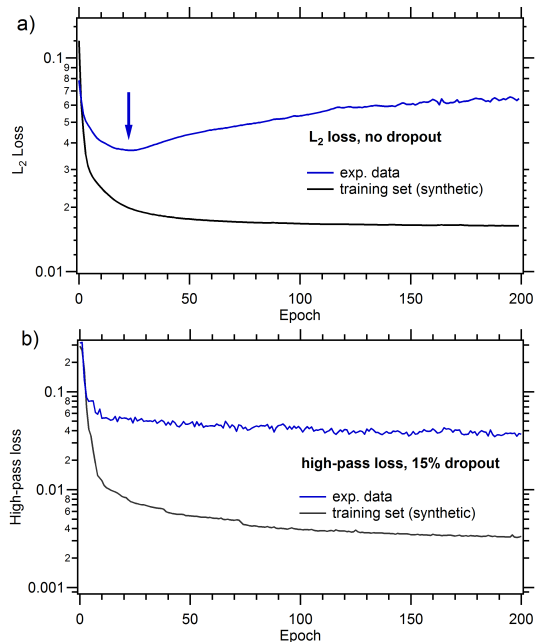 a)
0.1
9
8
7
6
5
4
3
2
0.01
L2 Loss
L2 loss, no dropout
exp. data
training set (synthetic)
0
50
100
150
200
Epoch
b)
2
0.1
8
6
4
2
0.01
8
6
4
2
0.001
High-pass loss
high-pass loss, 15% dropout
exp. data
training set (synthetic)
0
50
100
150
200
Epoch